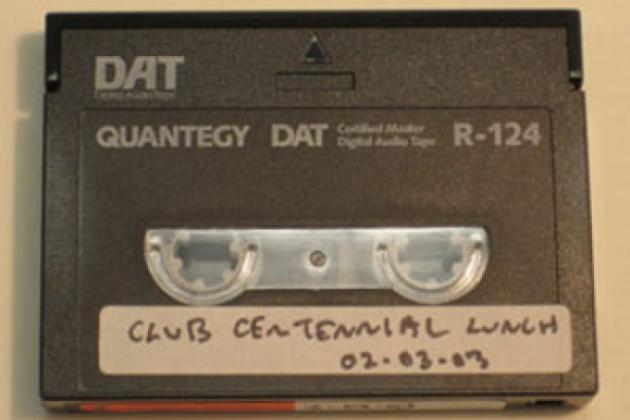 DAT
QUANTEGY DAT Certified Master Digital Audio Tape R-124
CLUB CENTENNIAL LUNCH
02-03-03